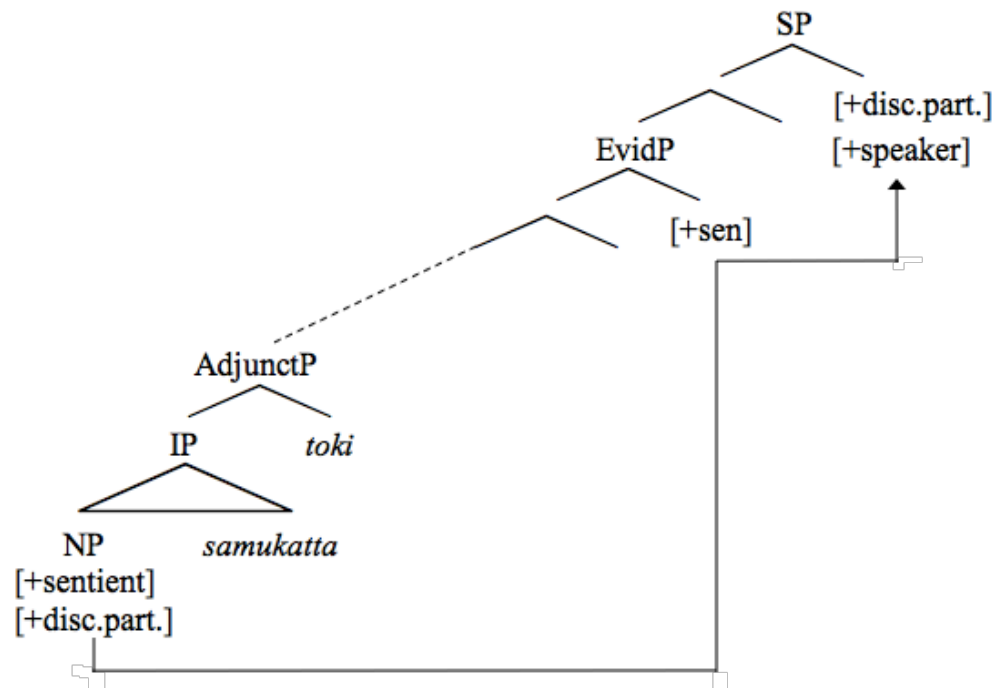 SP
[+disc.part.]
[+speaker]
EvidP
[+sen]
AdjunctP
IP
toki
NP
samukatta
[+sentient]
[+disc.part.]